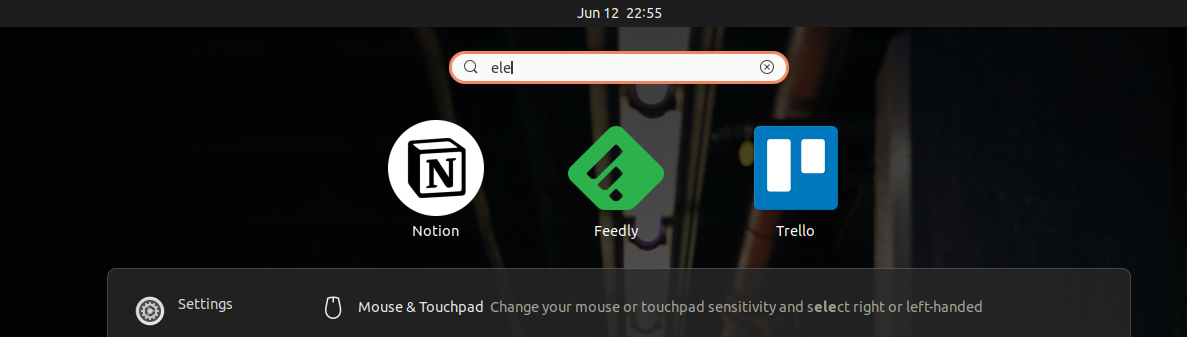 Jun 12 22:55
ele
N
Notion
Feedly
Trello
Settings
Mouse & Touchpad Change your mouse or touchpad sensitivity and select right or left-handed